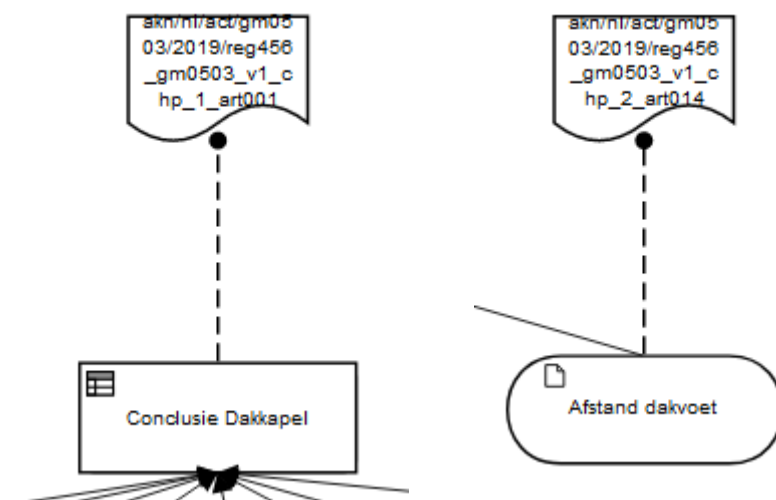 akn/nl/act/gm05
03/2019/reg456
_gm0503_v1_c
hp_1_art001
akn/nl/act/gm05
03/2019/reg456
_gm0503_v1_c
hp_2_art014
Conclusie Dakkapel
Afstand dakvoet